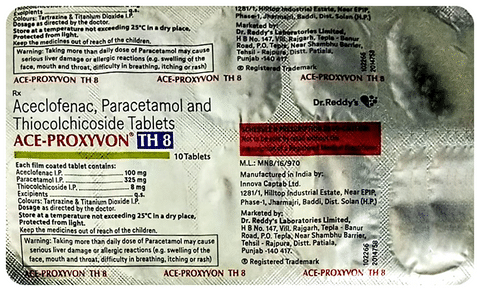 Excipients q.s.
Colours: Tartrazine & Titanium Dioxide I.P.
Dosage as directed by the doctor.
Store at a temperature not exceeding 25°C in a dry place,
Protected from light.
Keep the medicines out of reach of the children.
Warning: Taking more than daily dose of Paracetamol may cause
serious liver damage or allergic reactions (e.g. swelling of the
face, mouth and throat, difficulty in breathing, itching or rash)
ACE-PROXYVON TH 8
1281/1, Hilltop Industrial Estate, Near EPIP,
Phase-1, Jharmajri, Baddi, Dist. Solan (H.P.)
Marketed by:
Dr. Reddy's Laboratories Limited,
H B No. 147, Vill. Rajgarh, Tepla - Banur
Road, P.O. Tepla, Near Shambhu Barrier,
Tehsil - Rajpura, Distt. Patiala,
Punjab -140 417.
® Registered Trademark
ACE-PROXYVON TH 8
ACE-PROXYVON TH 8
Rx
Aceclofenac, Paracetamol and
Thiocolchicoside Tablets
ACE-PROXYVON® TH 8
10 Tablets
Each film coated tablet contains:
Aceclofenac I.P. 100 mg
Paracetamol I.P. 325 mg
Thiocolchicoside I.P. 8 mg
Excipients q.s.
Colours: Tartrazine & Titanium Dioxide I.P.
Dosage as directed by the doctor.
Store at a temperature not exceeding 25°C in a dry place,
Protected from light.
Keep the medicines out of reach of the children.
Warning: Taking more than daily dose of Paracetamol may cause
serious liver damage or allergic reactions (e.g. swelling of the
face, mouth and throat, difficulty in breathing, itching or rash)
ACE-PROXYVON TH 8
Dr.Reddy's
M.L.: MNB/16/970
Manufactured in India by:
Innova Captab Ltd.
1281/1, Hilltop Industrial Estate, Near EPIP,
Phase-1, Jharmajri, Baddi, Dist. Solan (H.P.)
Marketed by:
Dr. Reddy's Laboratories Limited,
H B No. 147, Vill. Rajgarh, Tepla - Banur
Road, P.O. Tepla, Near Shambhu Barrier,
Tehsil - Rajpura, Distt. Patiala,
Punjab -140 417.
® Registered Trademark
ACE-PROXYVON TH 8
ACE-PROXYVON TH 8